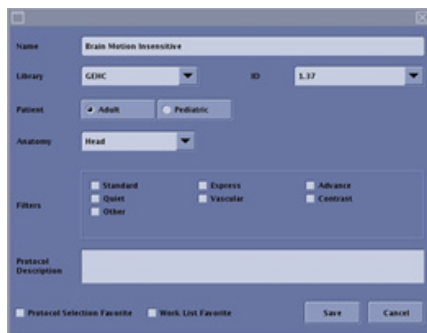 Name Brain Motion Insensitive
Library GEHC ID 1.37
Patient Adult Pediatric
Anatomy Head
Standard Express Advance
Filters Quiet Vascular Contrast
Other
Protocol
Description
Protocol Selection Favorite Work List Favorite Save Cancel